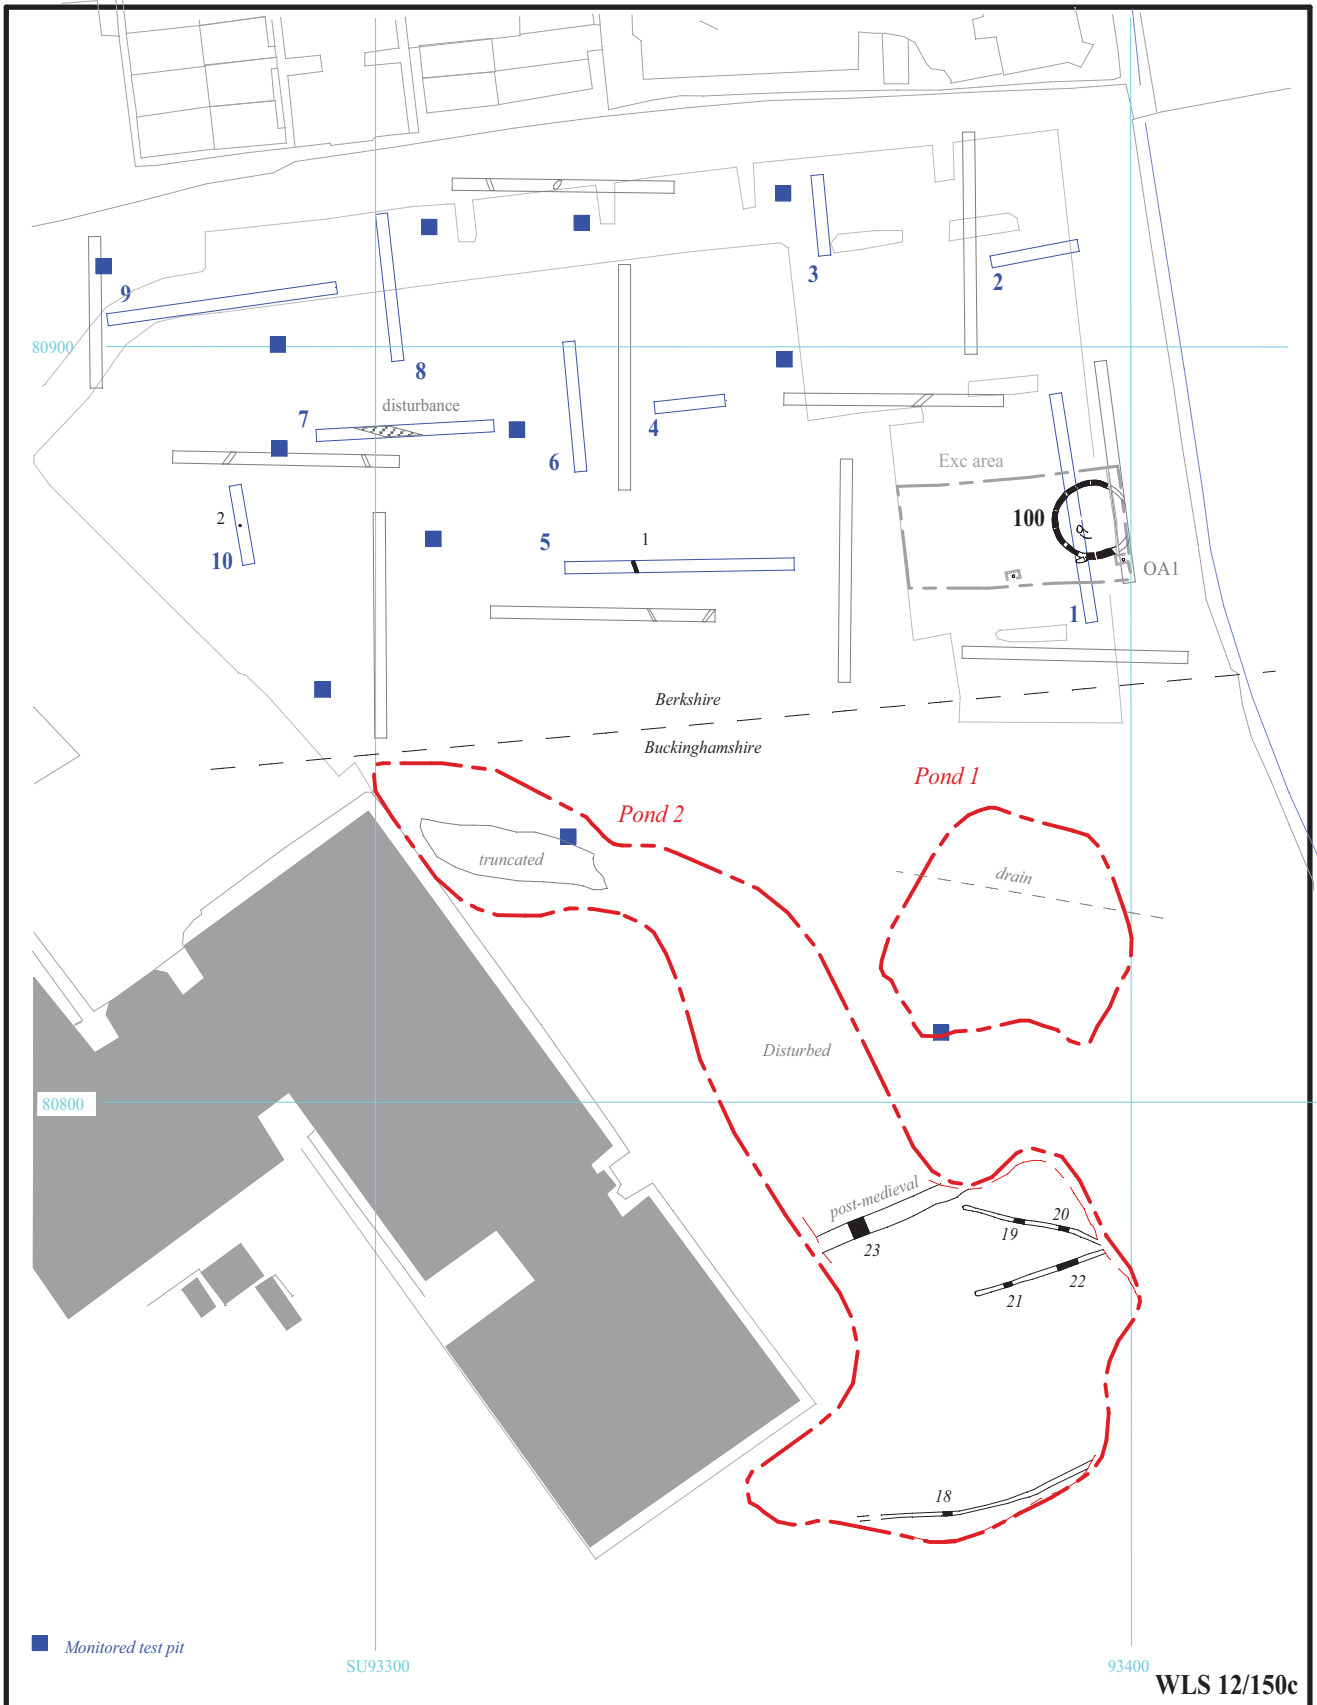 3
2
9
80900
8
disturbance
7
4
6
Exc area
2
100
10
5
1
OA1
1
Berkshire
Buckinghamshire
Pond 1
Pond 2
truncated
drain
Disturbed
80800
post-medieval
23
19
20
21
22
18
Monitored test pit
SU93300
93400
WLS 12/150c